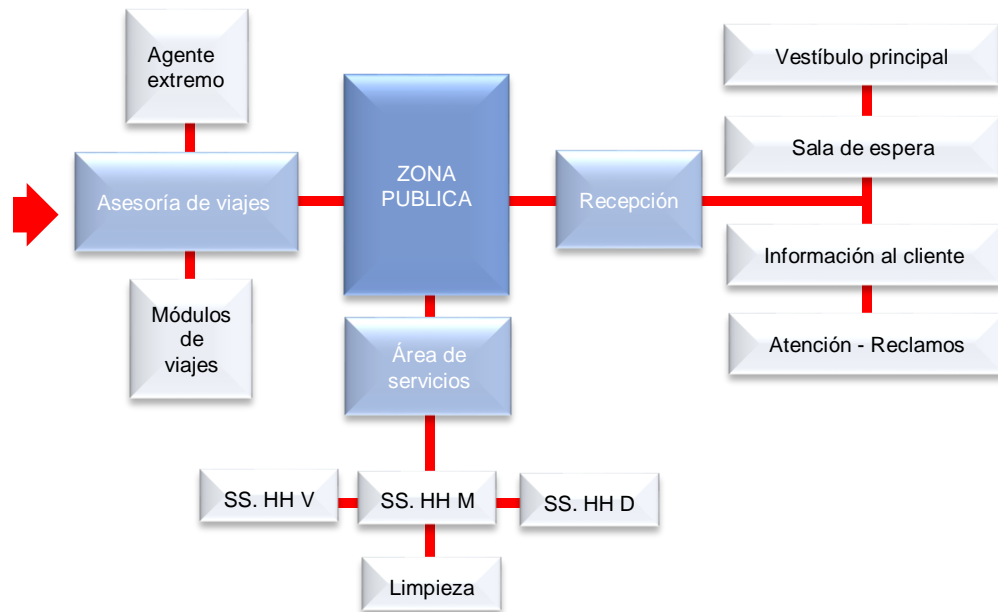 Agente
extremo
Asesoría de viajes
Módulos
de
viajes
ZONA
PUBLICA
Recepción
Vestíbulo principal
Sala de espera
Información al cliente
Atención - Reclamos
Área de
servicios
SS. HH V
SS. HH M
SS. HH D
Limpieza